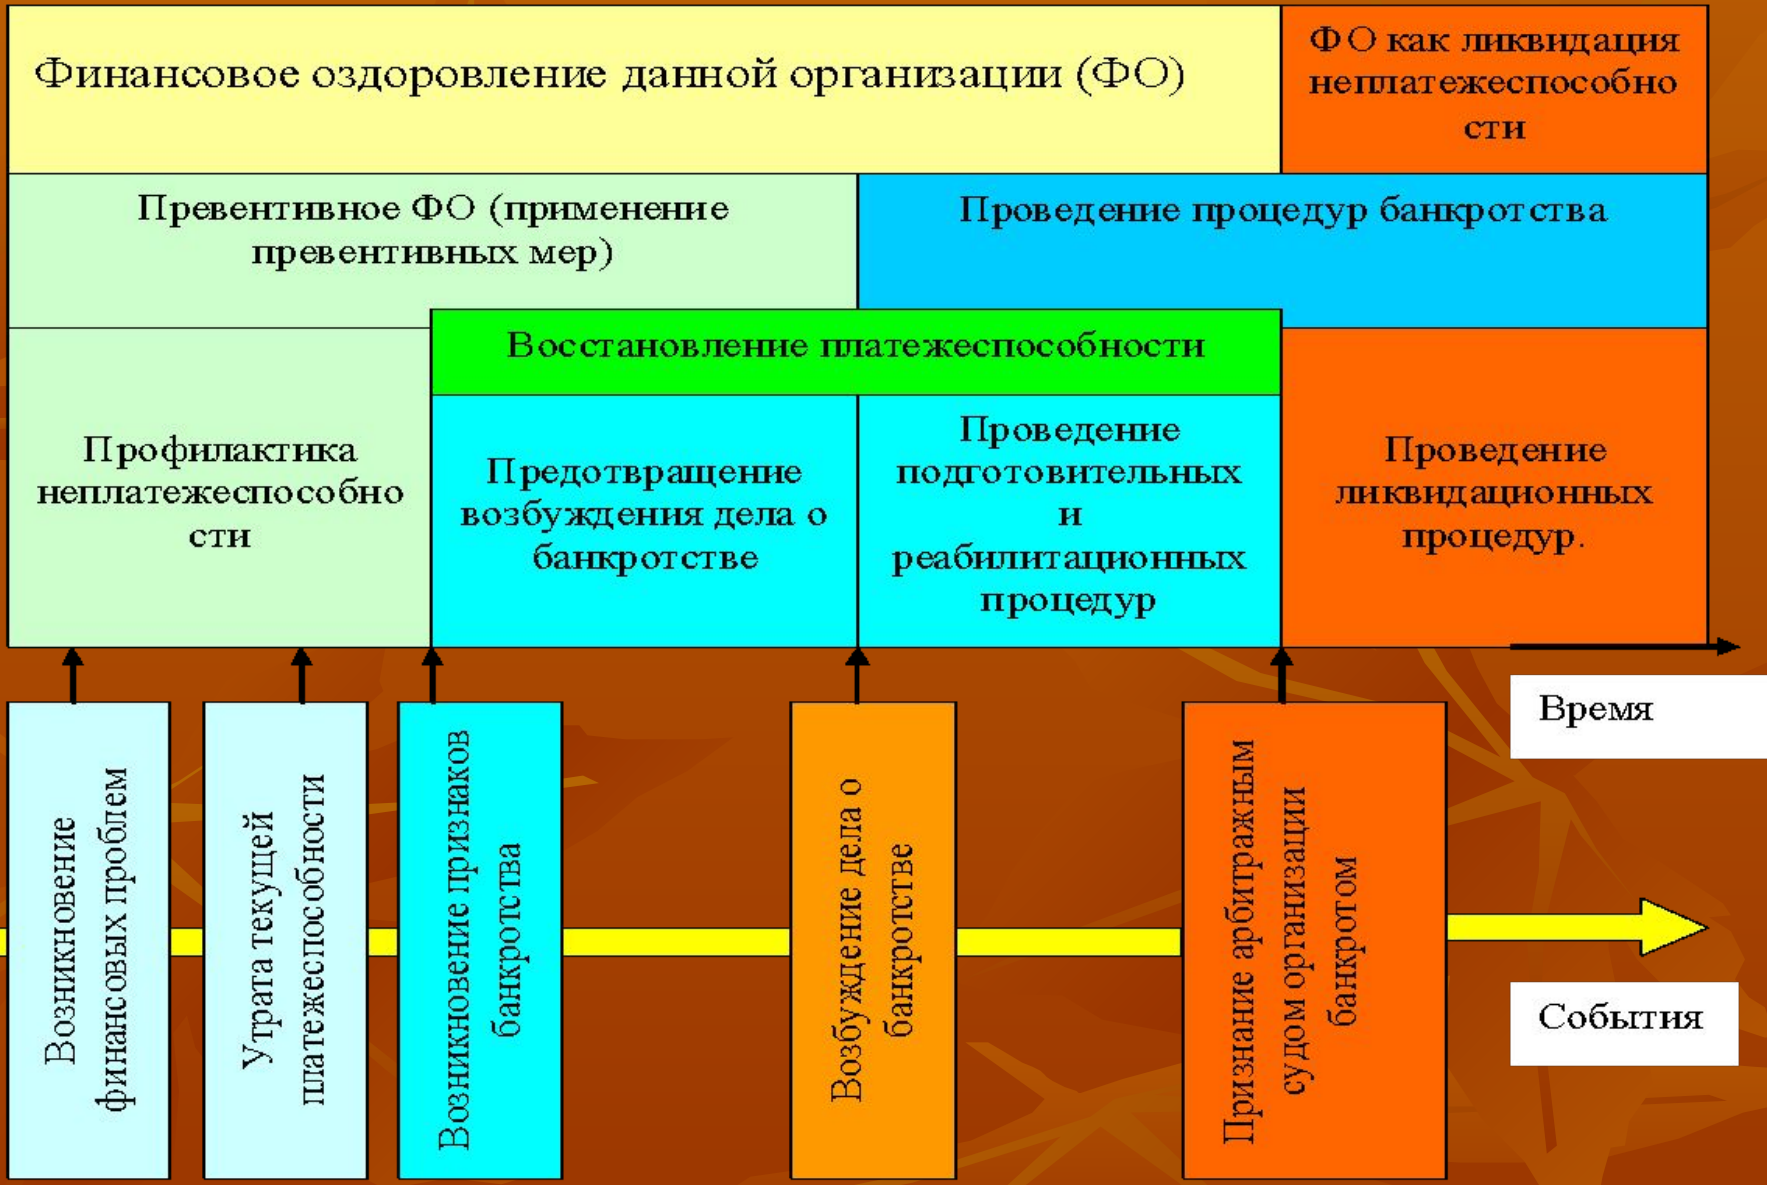 Финансовое оздоровление данной организации (ФО)
ФО как ликвидация
неплатежеспособно
сти
Превентивное ФО (применение
превентивных мер)
Проведение процедур банкротства
Восстановление платежеспособности
Профилактика
неплатежеспособно
сти
Предотвращение
возбуждения дела о
банкротстве
Проведение
подготовительных
и
реабилитационных
процедур
Проведение
ликвидационных
процедур.
Время
Возникновение
финансовых проблем
Утрата текущей
платежеспособности
Возникновение признаков
банкротства
Возбуждение дела о
банкротстве
Признание арбитражным
судом организации
банкротом
События